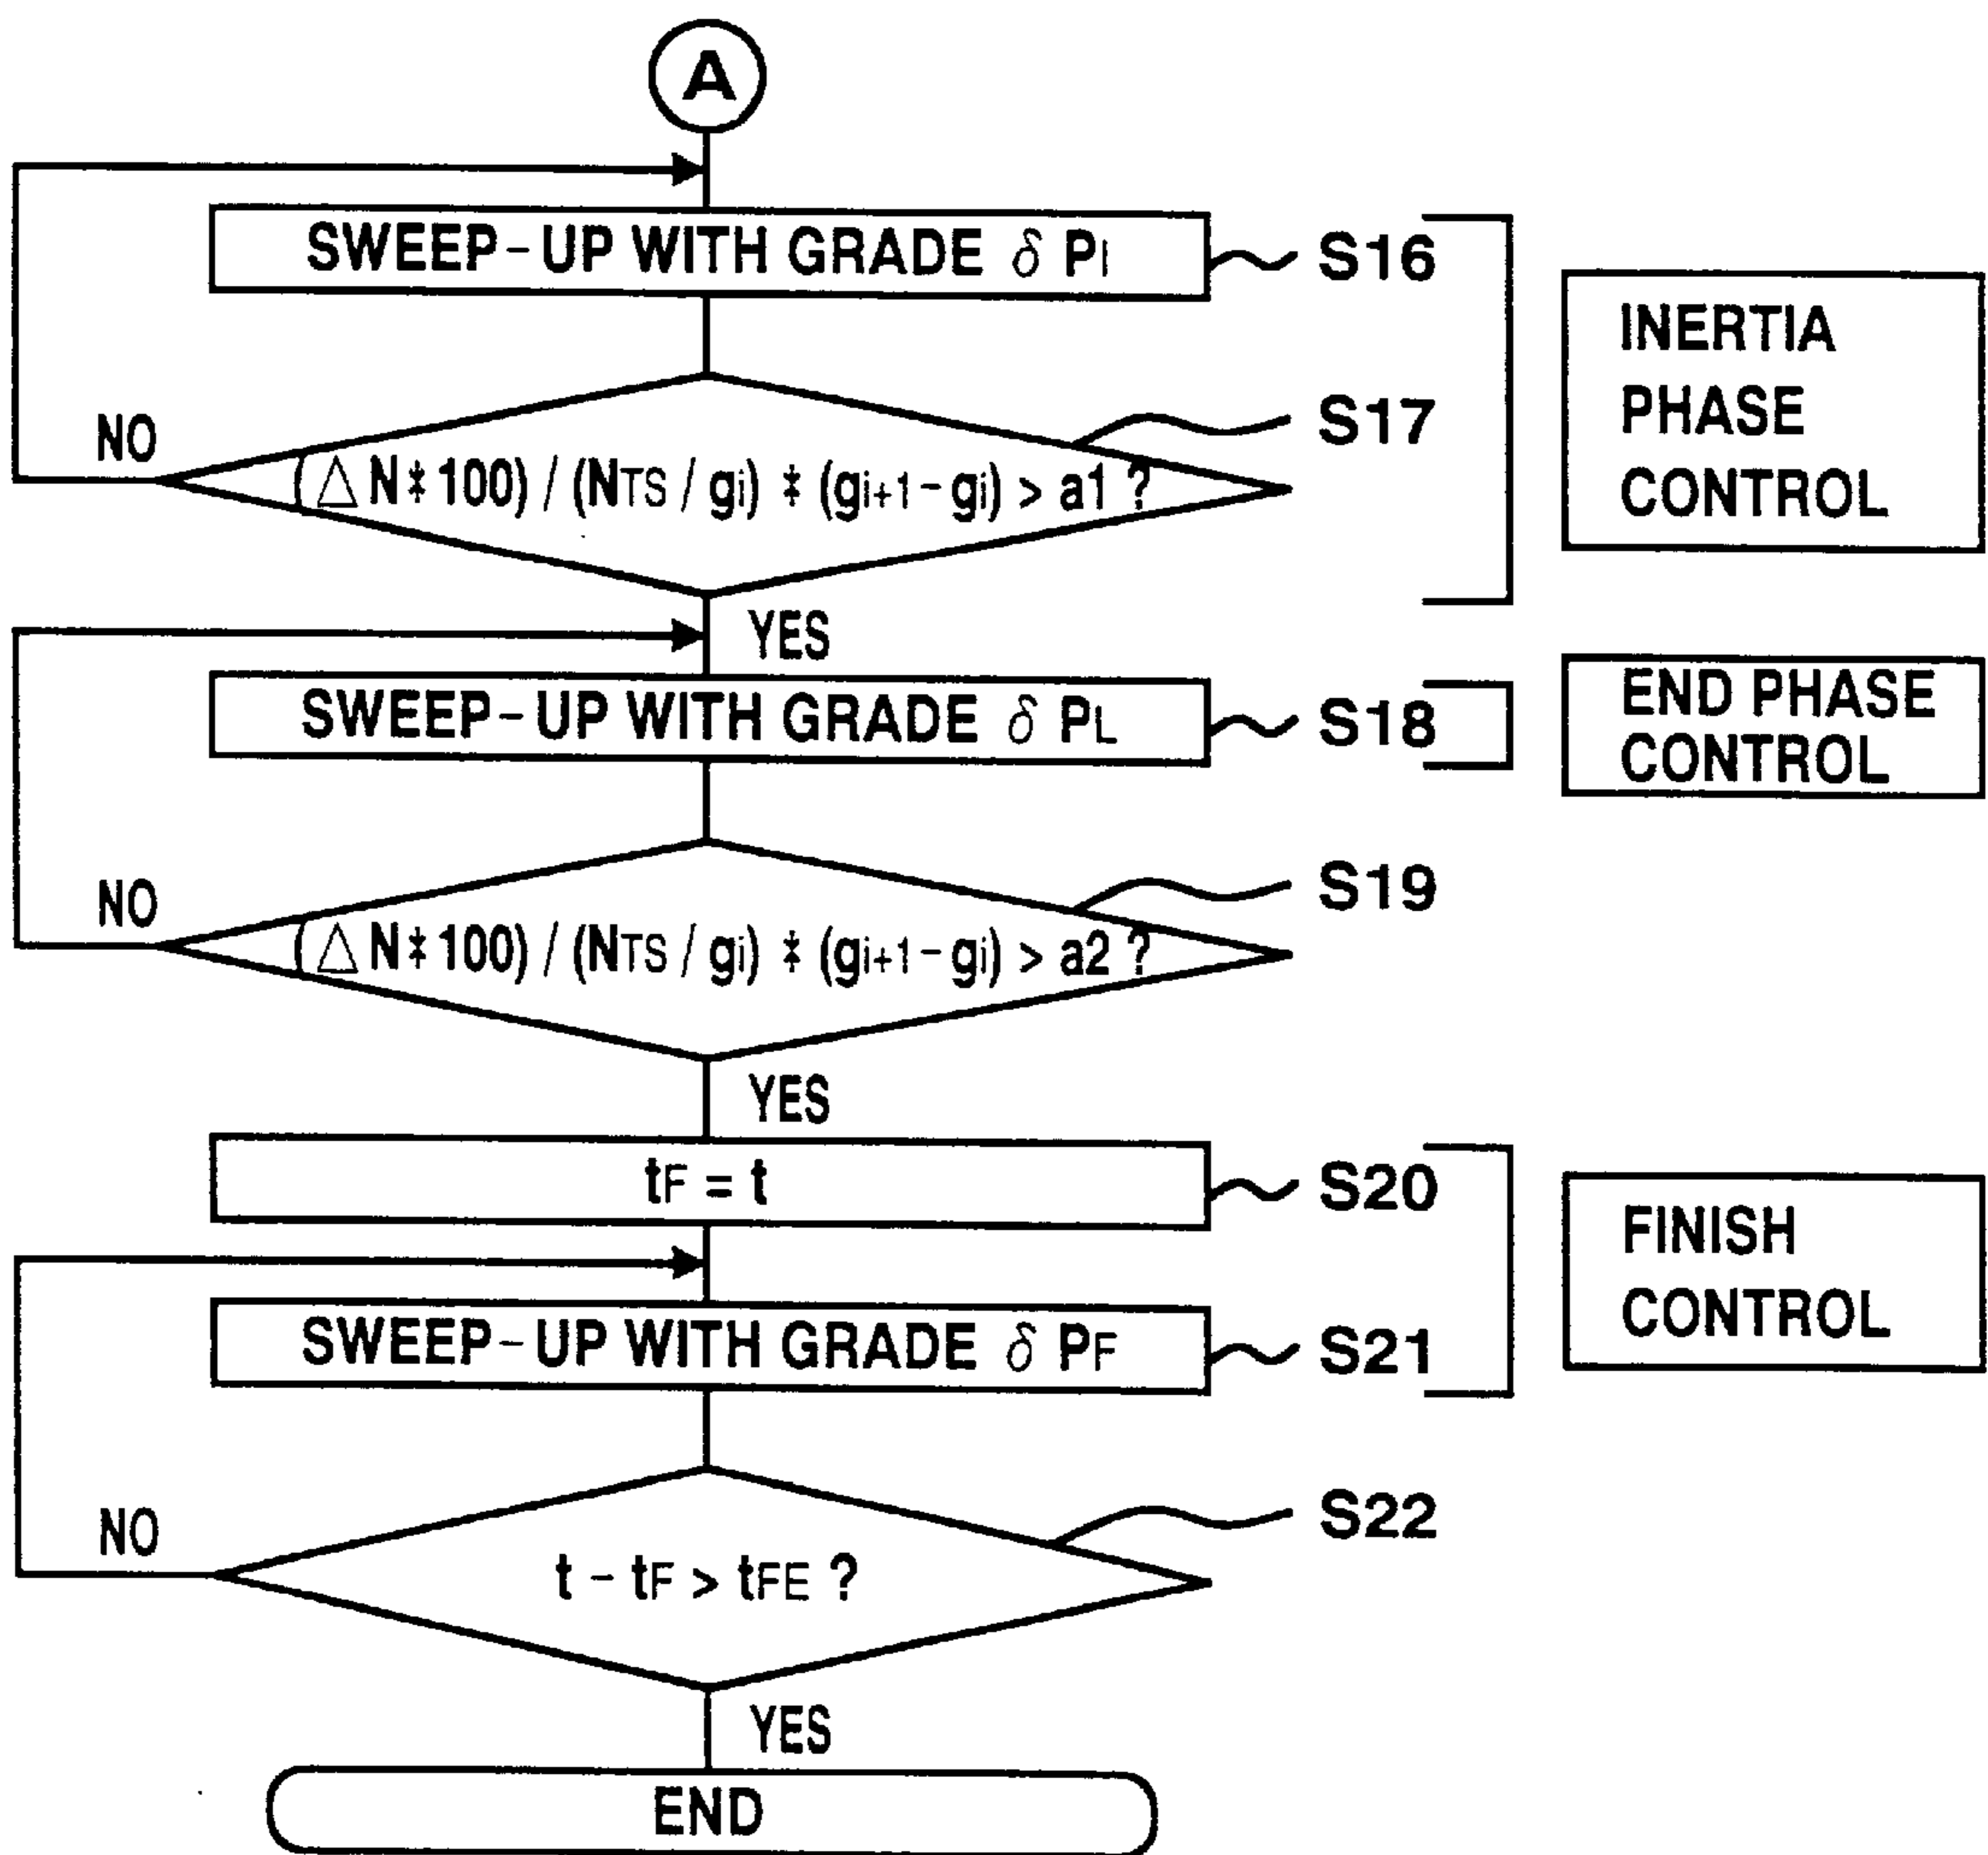 A
SWEEP-UP WITH GRADE δ PI
S16
INERTIA
PHASE
CONTROL
S17
NO
(△N*100) / (NTS / gi) * (gi+1 - gi) > a1 ?
YES
SWEEP-UP WITH GRADE δ PL
S18
END PHASE
CONTROL
S19
NO
(△N*100) / (NTS / gi) * (gi+1 - gi) > a2 ?
YES
tF = t
S20
FINISH
CONTROL
SWEEP-UP WITH GRADE δ PF
S21
S22
NO
t - tF > tFE ?
YES
END